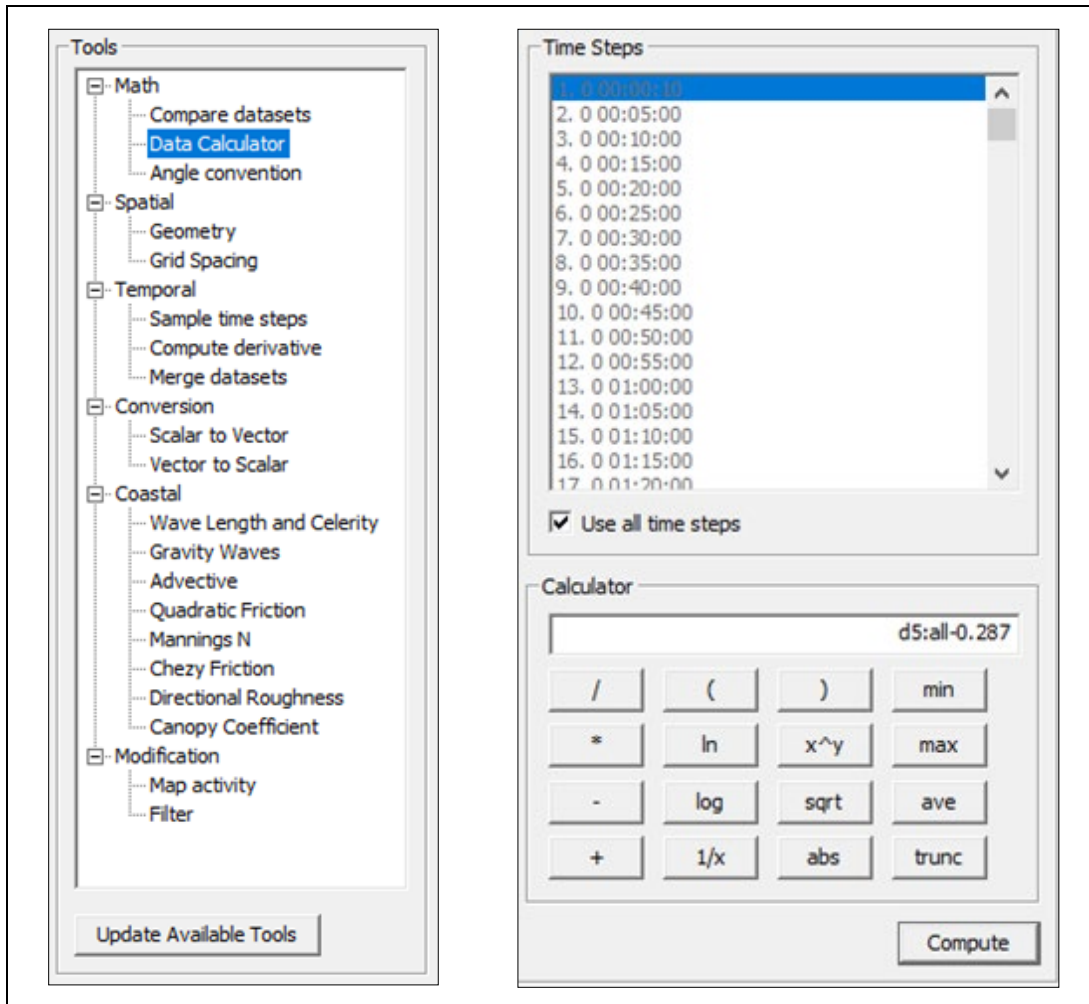 Tools
Math
Compare datasets
Data Calculator
Angle convention
Spatial
Geometry
Grid Spacing
Temporal
Sample time steps
Compute derivative
Merge datasets
Conversion
Scalar to Vector
Vector to Scalar
Coastal
Wave Length and Celerity
Gravity Waves
Advective
Quadratic Friction
Mannings N
Chezy Friction
Directional Roughness
Canopy Coefficient
Modification
Map activity
Filter
Update Available Tools
Time Steps
1. 0 00:00:10
2. 0 00:05:00
3. 0 00:10:00
4. 0 00:15:00
5. 0 00:20:00
6. 0 00:25:00
7. 0 00:30:00
8. 0 00:35:00
9. 0 00:40:00
10. 0 00:45:00
11. 0 00:50:00
12. 0 00:55:00
13. 0 01:00:00
14. 0 01:05:00
15. 0 01:10:00
16. 0 01:15:00
17. 0 01:20:00
Use all time steps
Calculator
d5:all-0.287
/ ( ) min
* ln x^y max
- log sqrt ave
+ 1/x abs trunc
Compute